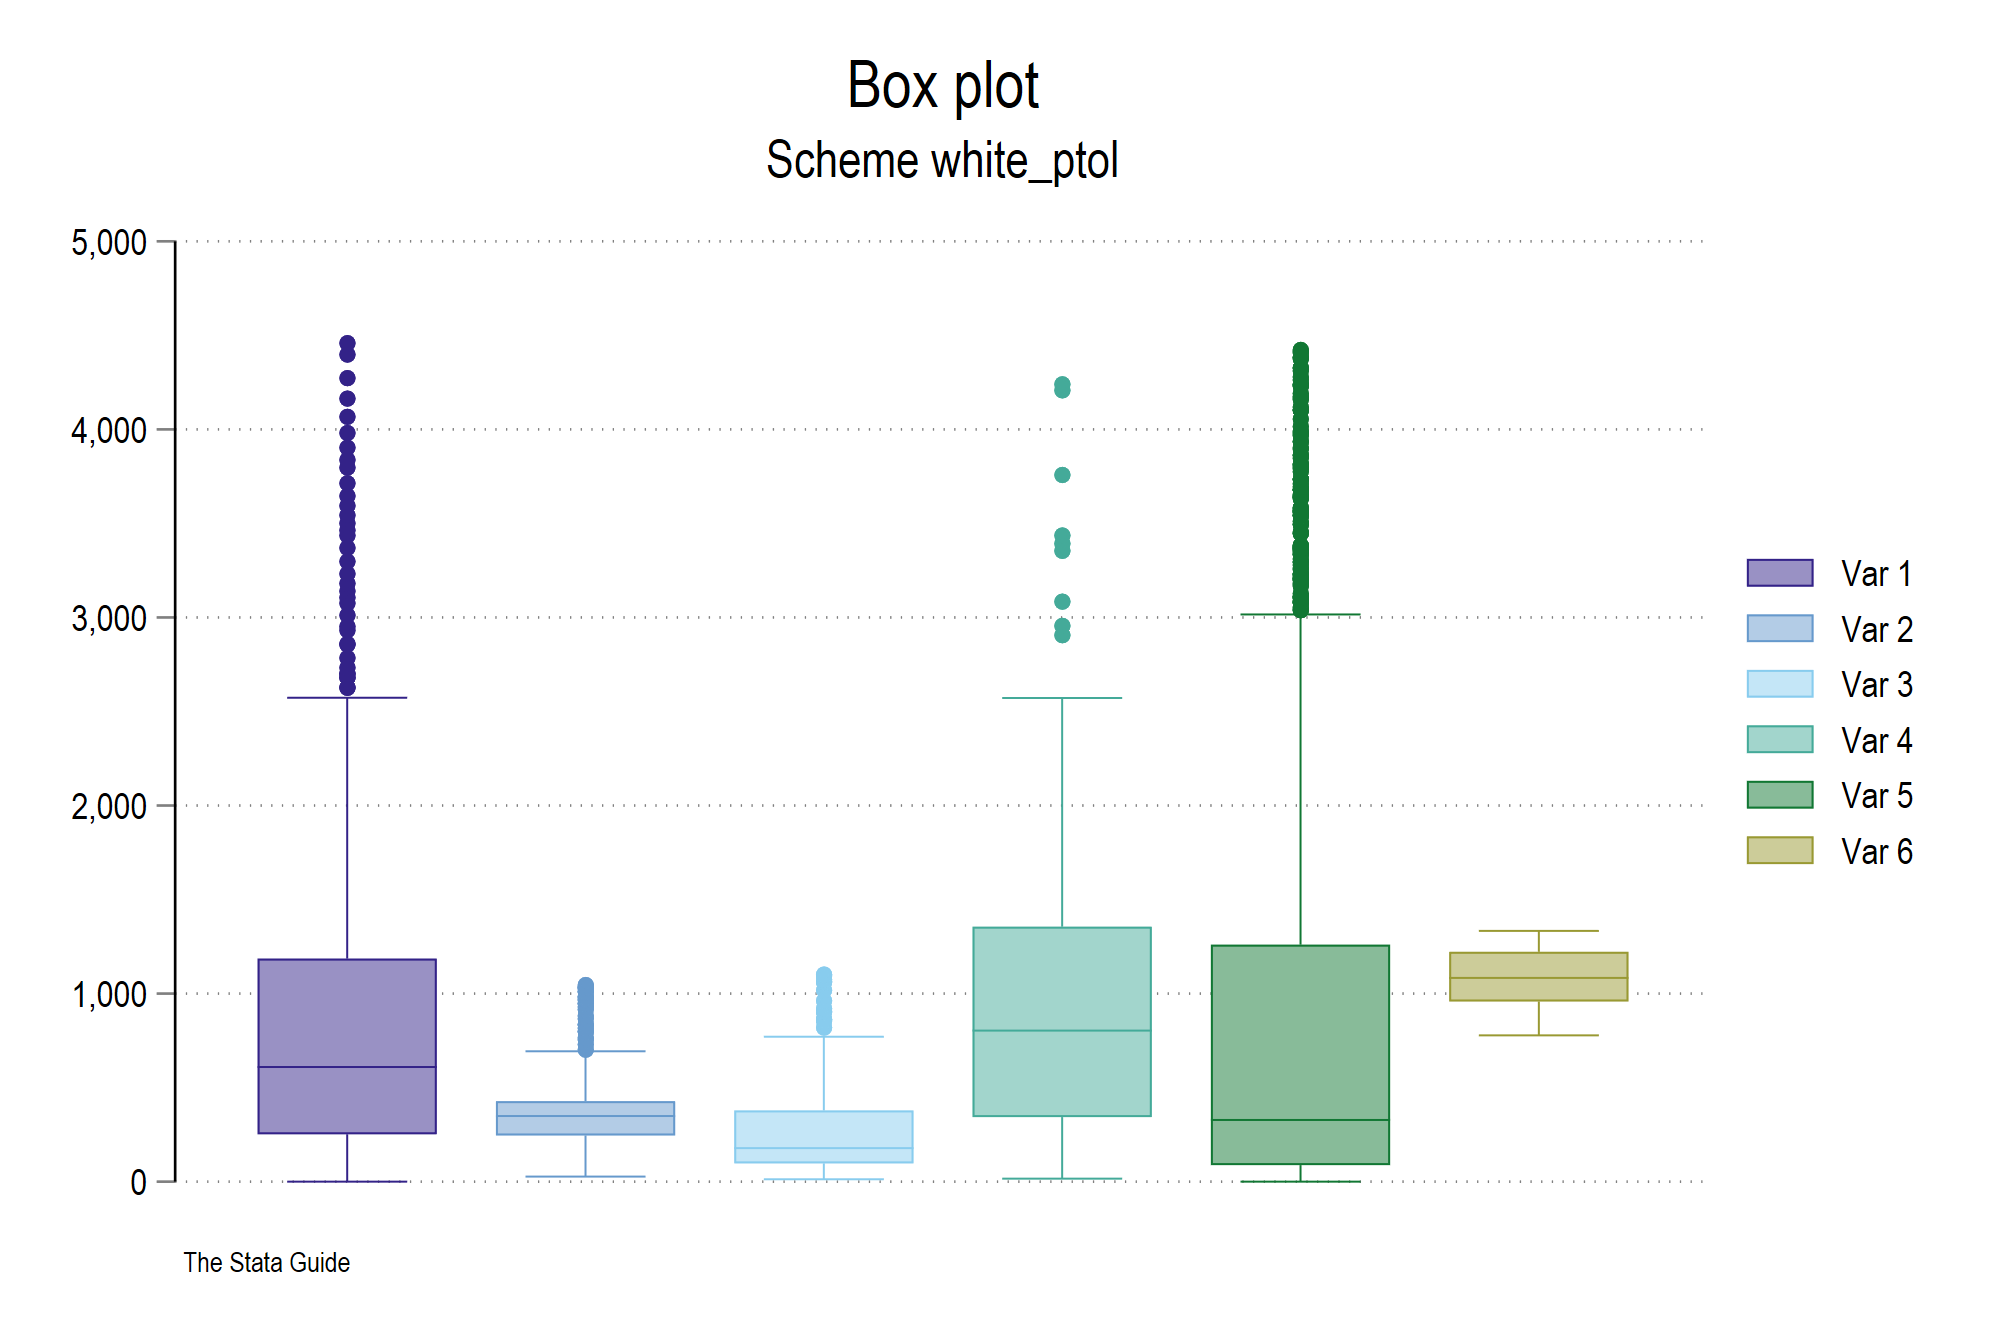 Box plot
Scheme white_ptol
5,000
4,000
3,000
2,000
1,000
0
Var 1
Var 2
Var 3
Var 4
Var 5
Var 6
The Stata Guide